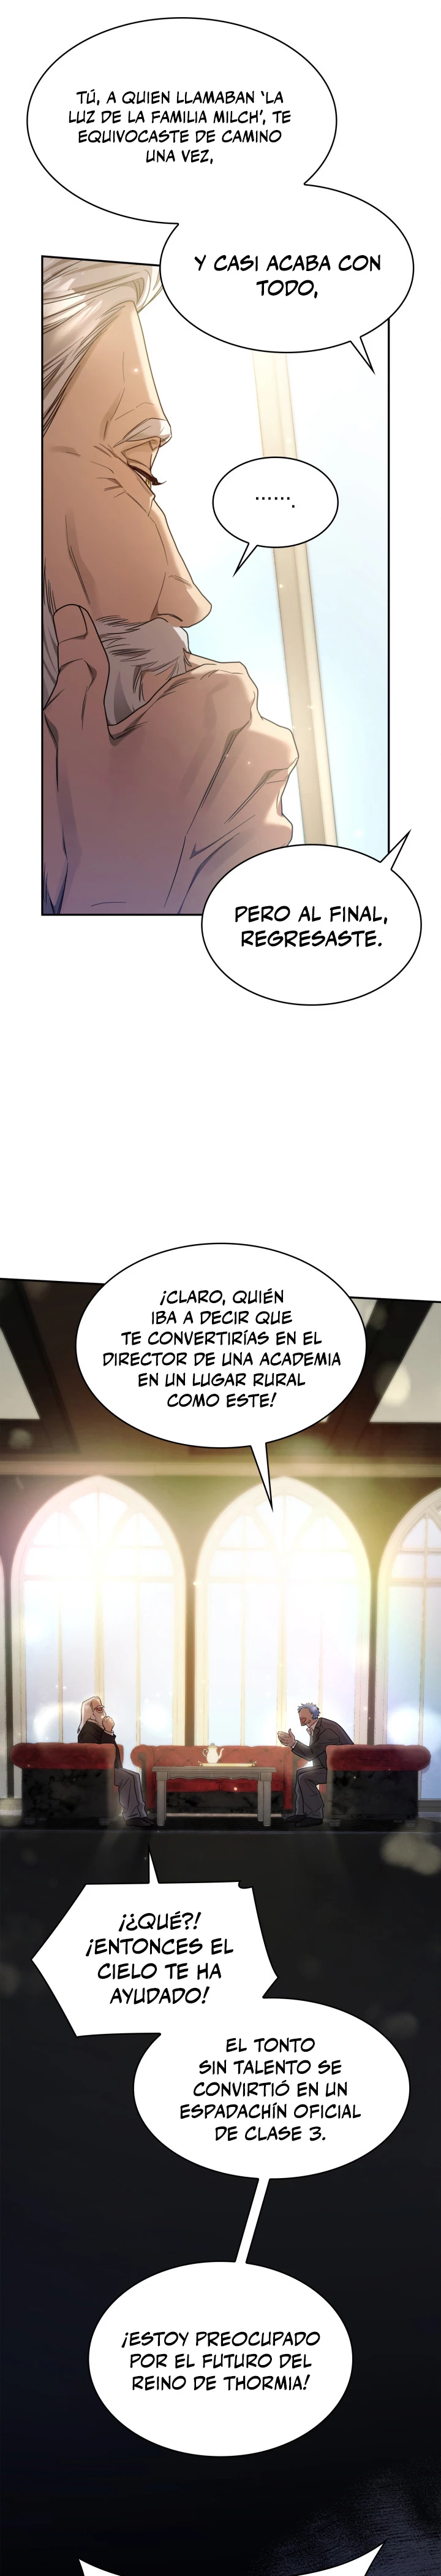 TÚ, A QUIEN LLAMABAN 'LA
LUZ DE LA FAMILIA MILCH', TE
EQUIVOCASTE DE CAMINO
UNA VEZ,
Y CASI ACABA CON
TODO,
.......
PERO AL FINAL,
REGRESASTE.
¡CLARO, QUIÉN
IBA A DECIR QUE
TE CONVERTIRÍAS EN EL
DIRECTOR DE UNA ACADEMIA
EN UN LUGAR RURAL
COMO ESTE!
¡¿QUÉ?!
¡ENTONCES EL
CIELO TE HA
AYUDADO!
EL TONTO
SIN TALENTO SE
CONVIRTIÓ EN UN
ESPADACHÍN OFICIAL
DE CLASE 3.
¡ESTOY PREOCUPADO
POR EL FUTURO DEL
REINO DE THORMIA!